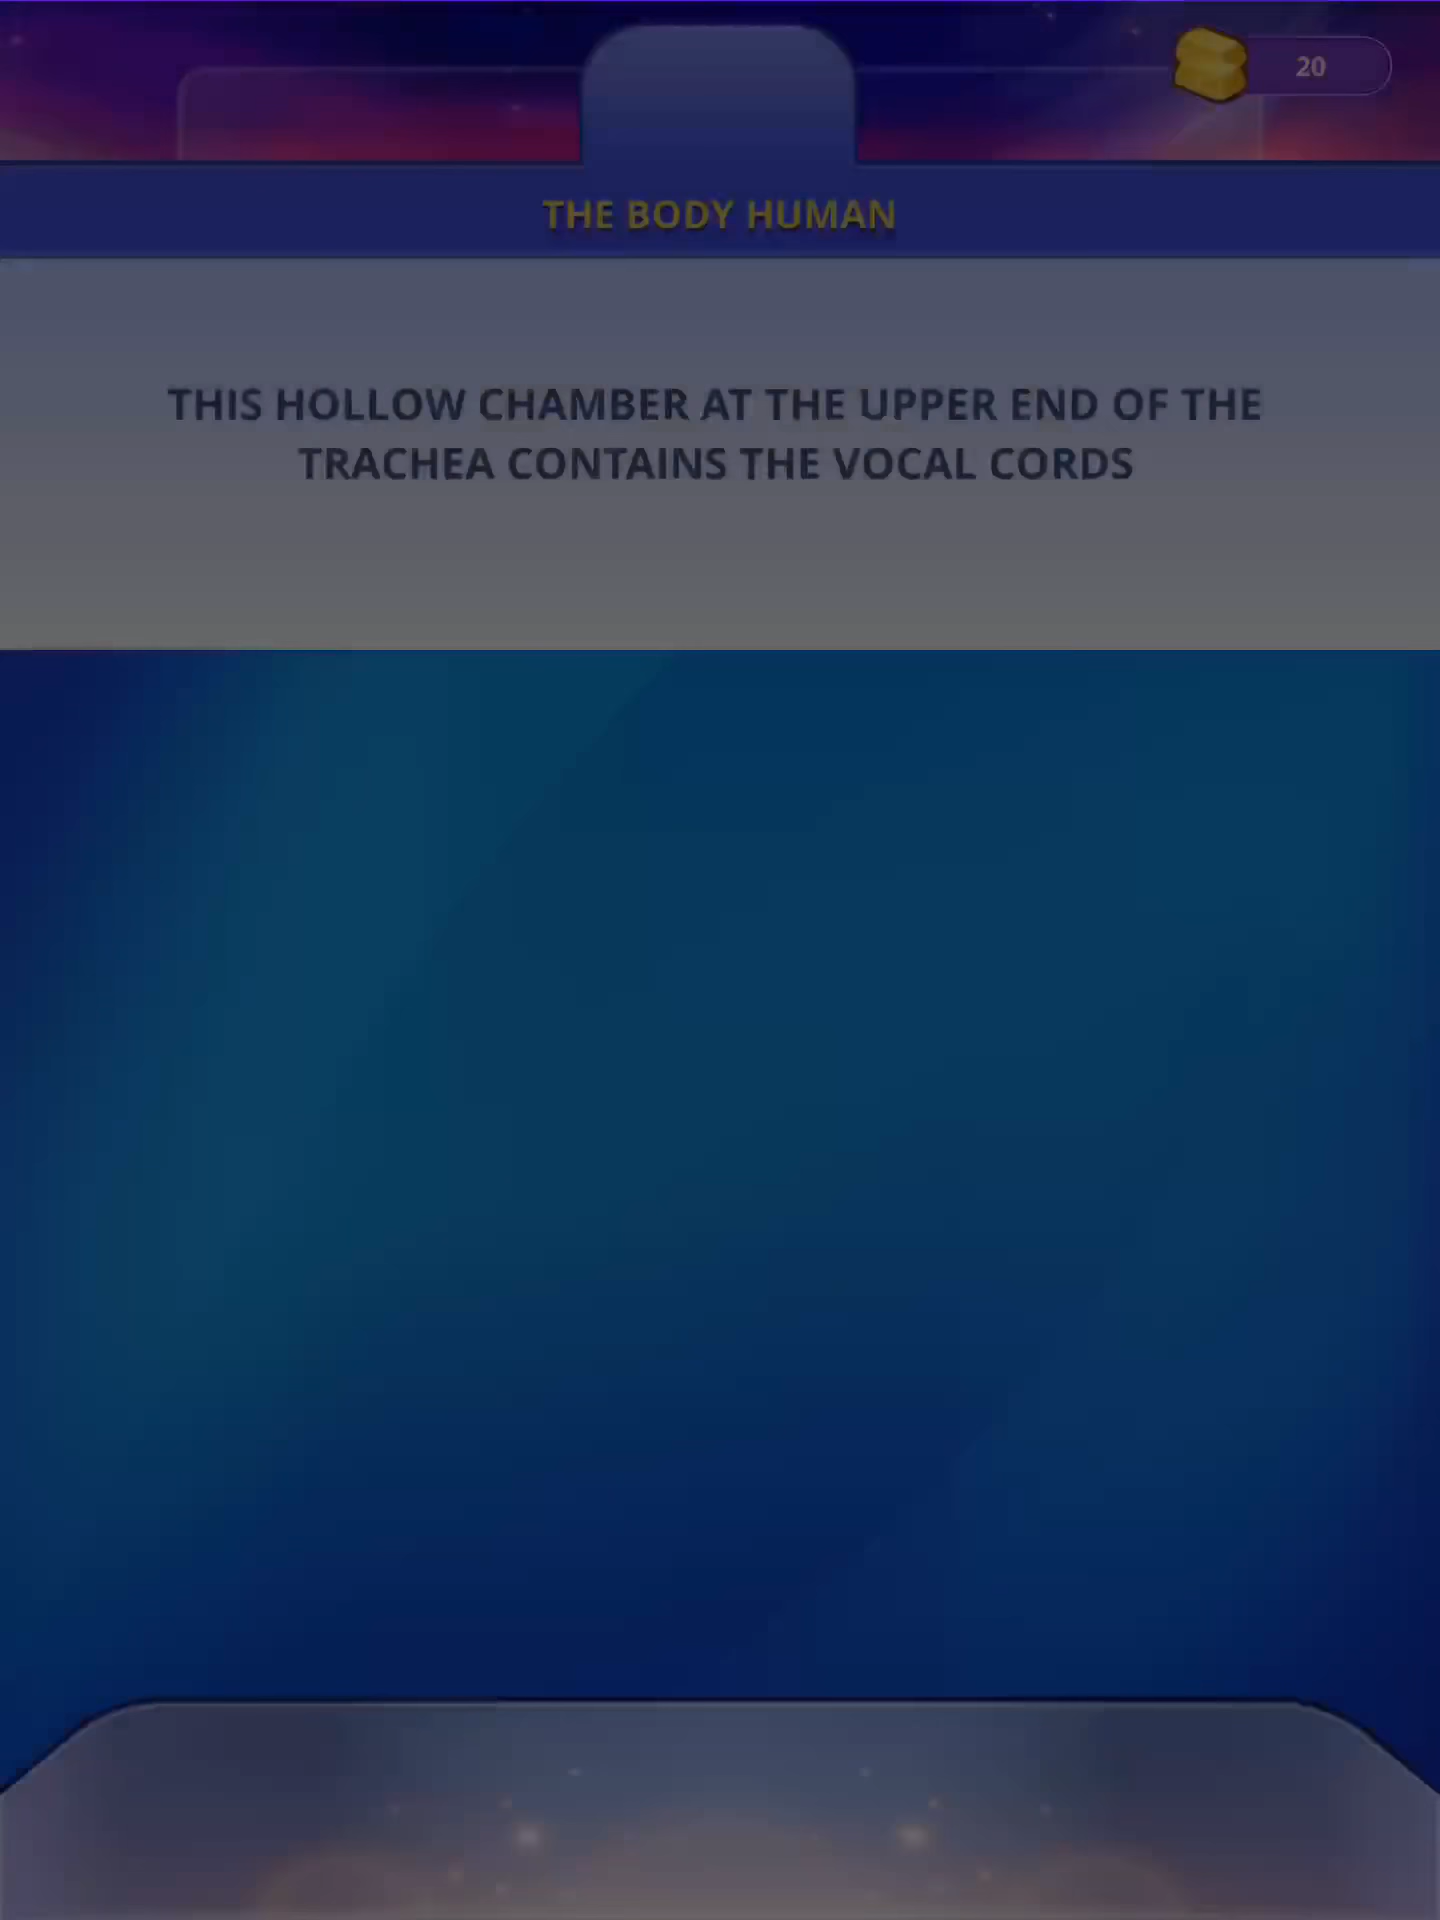 20
THE BODY HUMAN
THIS HOLLOW CHAMBER AT THE UPPER END OF THE
TRACHEA CONTAINS THE VOCAL CORDS